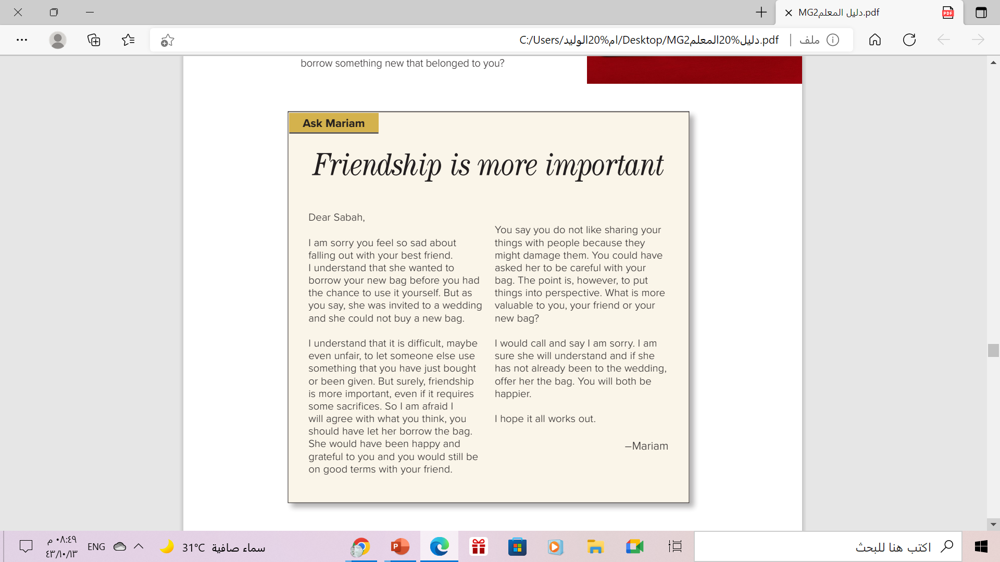 MG2دليل المعلم.pdf
C:/Users/ام%20الوليد/Desktop/MG2دليل%20المعلم.pdf
ملف
borrow something new that belonged to you?
Ask Mariam
Friendship is more important
Dear Sabah,
I am sorry you feel so sad about
falling out with your best friend.
I understand that she wanted to
borrow your new bag before you had
the chance to use it yourself. But as
you say, she was invited to a wedding
and she could not buy a new bag.
I understand that it is difficult, maybe
even unfair, to let someone else use
something that you have just bought
or been given. But surely, friendship
is more important, even if it requires
some sacrifices. So I am afraid I
will agree with what you think, you
should have let her borrow the bag.
She would have been happy and
grateful to you and you would still be
on good terms with your friend.
You say you do not like sharing your
things with people because they
might damage them. You could have
asked her to be careful with your
bag. The point is, however, to put
things into perspective. What is more
valuable to you, your friend or your
new bag?
I would call and say I am sorry. I am
sure she will understand and if she
has not already been to the wedding,
offer her the bag. You will both be
happier.
I hope it all works out.
–Mariam
٠٨:٤٩ م
٤٣/١٠/١٣
ENG
31°C سماء صافية
اكتب هنا للبحث